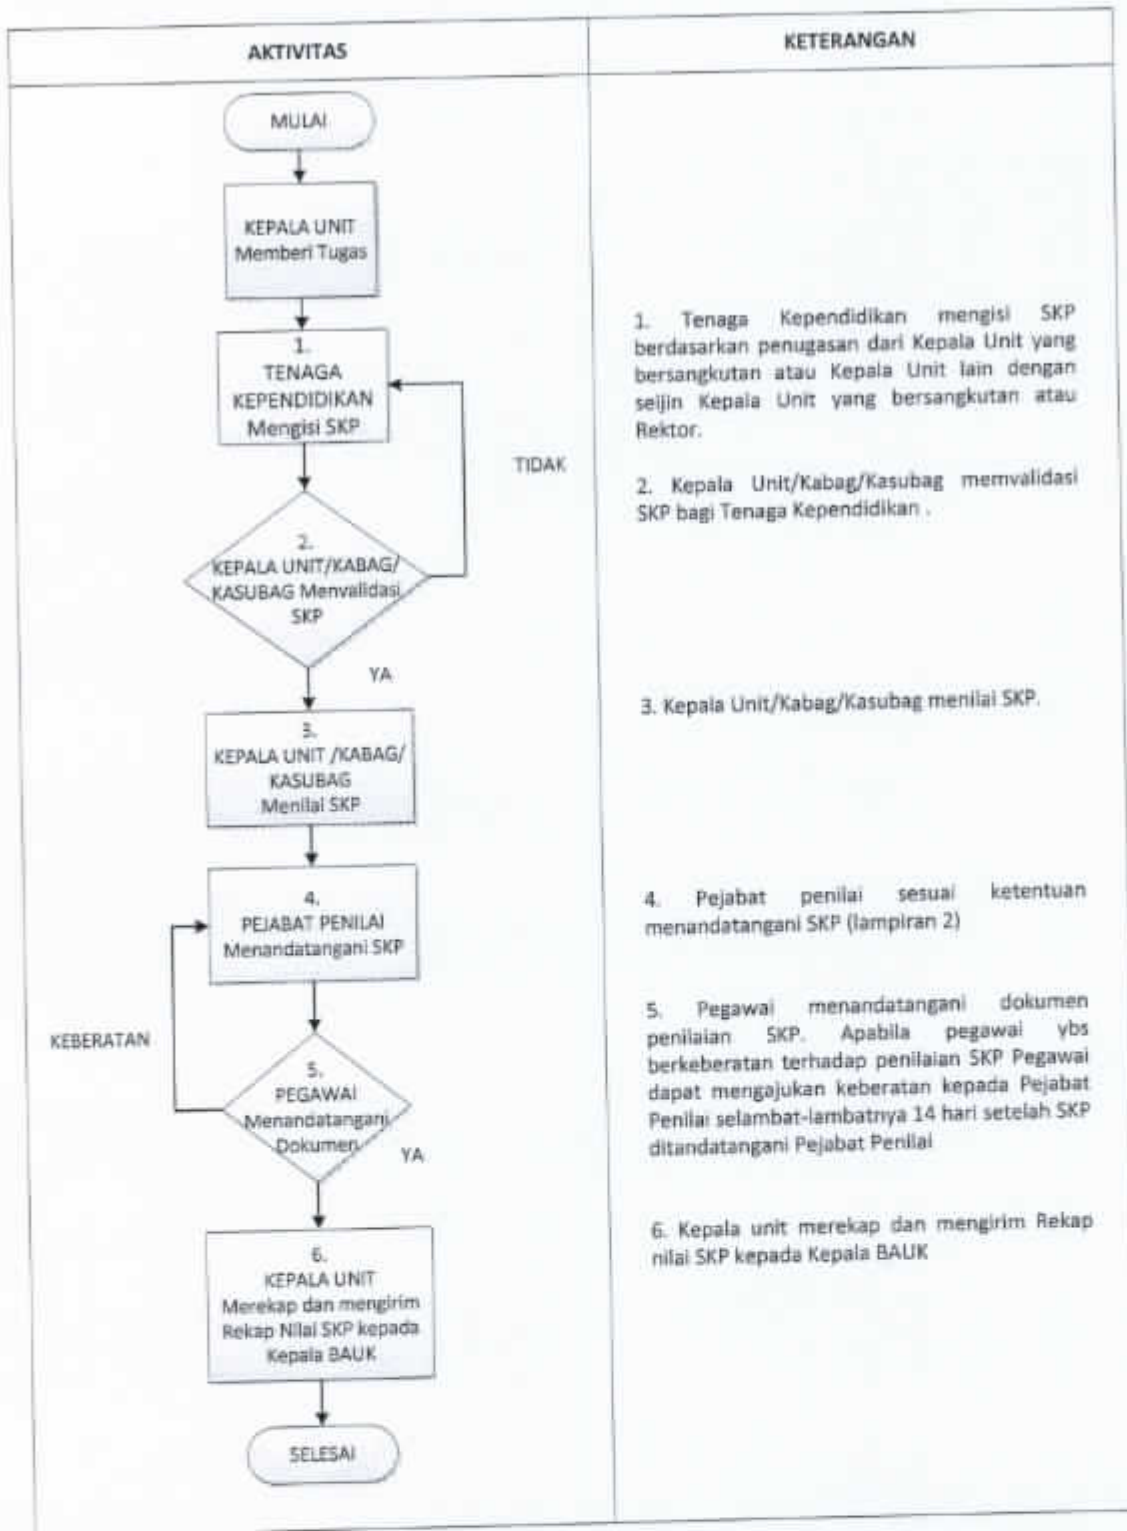 AKTIVITAS
KETERANGAN
MULAI
KEPALA UNIT
Memberi Tugas
1.
TENAGA
KEPENDIDIKAN
Mengisi SKP
TIDAK
2.
KEPALA UNIT/KABAG/
KASUBAG Menvalidasi
SKP
YA
3.
KEPALA UNIT /KABAG/
KASUBAG
Menilai SKP
4.
PEJABAT PENILAI
Menandatangani SKP
KEBERATAN
5.
PEGAWAI
Menandatangani
Dokumen
YA
6.
KEPALA UNIT
Merekap dan mengirim
Rekap Nilai SKP kepada
Kepala BAUK
SELESAI
1. Tenaga Kependidikan mengisi SKP
berdasarkan penugasan dari Kepala Unit yang
bersangkutan atau Kepala Unit lain dengan
seijin Kepala Unit yang bersangkutan atau
Rektor.
2. Kepala Unit/Kabag/Kasubag memvalidasi
SKP bagi Tenaga Kependidikan .
3. Kepala Unit/Kabag/Kasubag menilai SKP.
4. Pejabat penilai sesuai ketentuan
menandatangani SKP (lampiran 2)
5. Pegawai menandatangani dokumen
penilaian SKP. Apabila pegawai ybs
berkeberatan terhadap penilaian SKP Pegawai
dapat mengajukan keberatan kepada Pejabat
Penilai selambat-lambatnya 14 hari setelah SKP
ditandatangani Pejabat Penilai
6. Kepala unit merekap dan mengirim Rekap
nilai SKP kepada Kepala BAUK